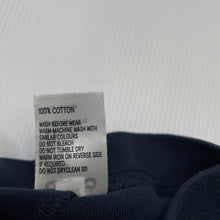 100% COTTON
WASH BEFORE WEAR
WARM MACHINE WASH WITH
SIMILAR COLOURS
DO NOT BLEACH
DO NOT TUMBLE DRY
WARM IRON ON REVERSE SIDE
IF REQUIRED
DO NOT DRYCLEAN